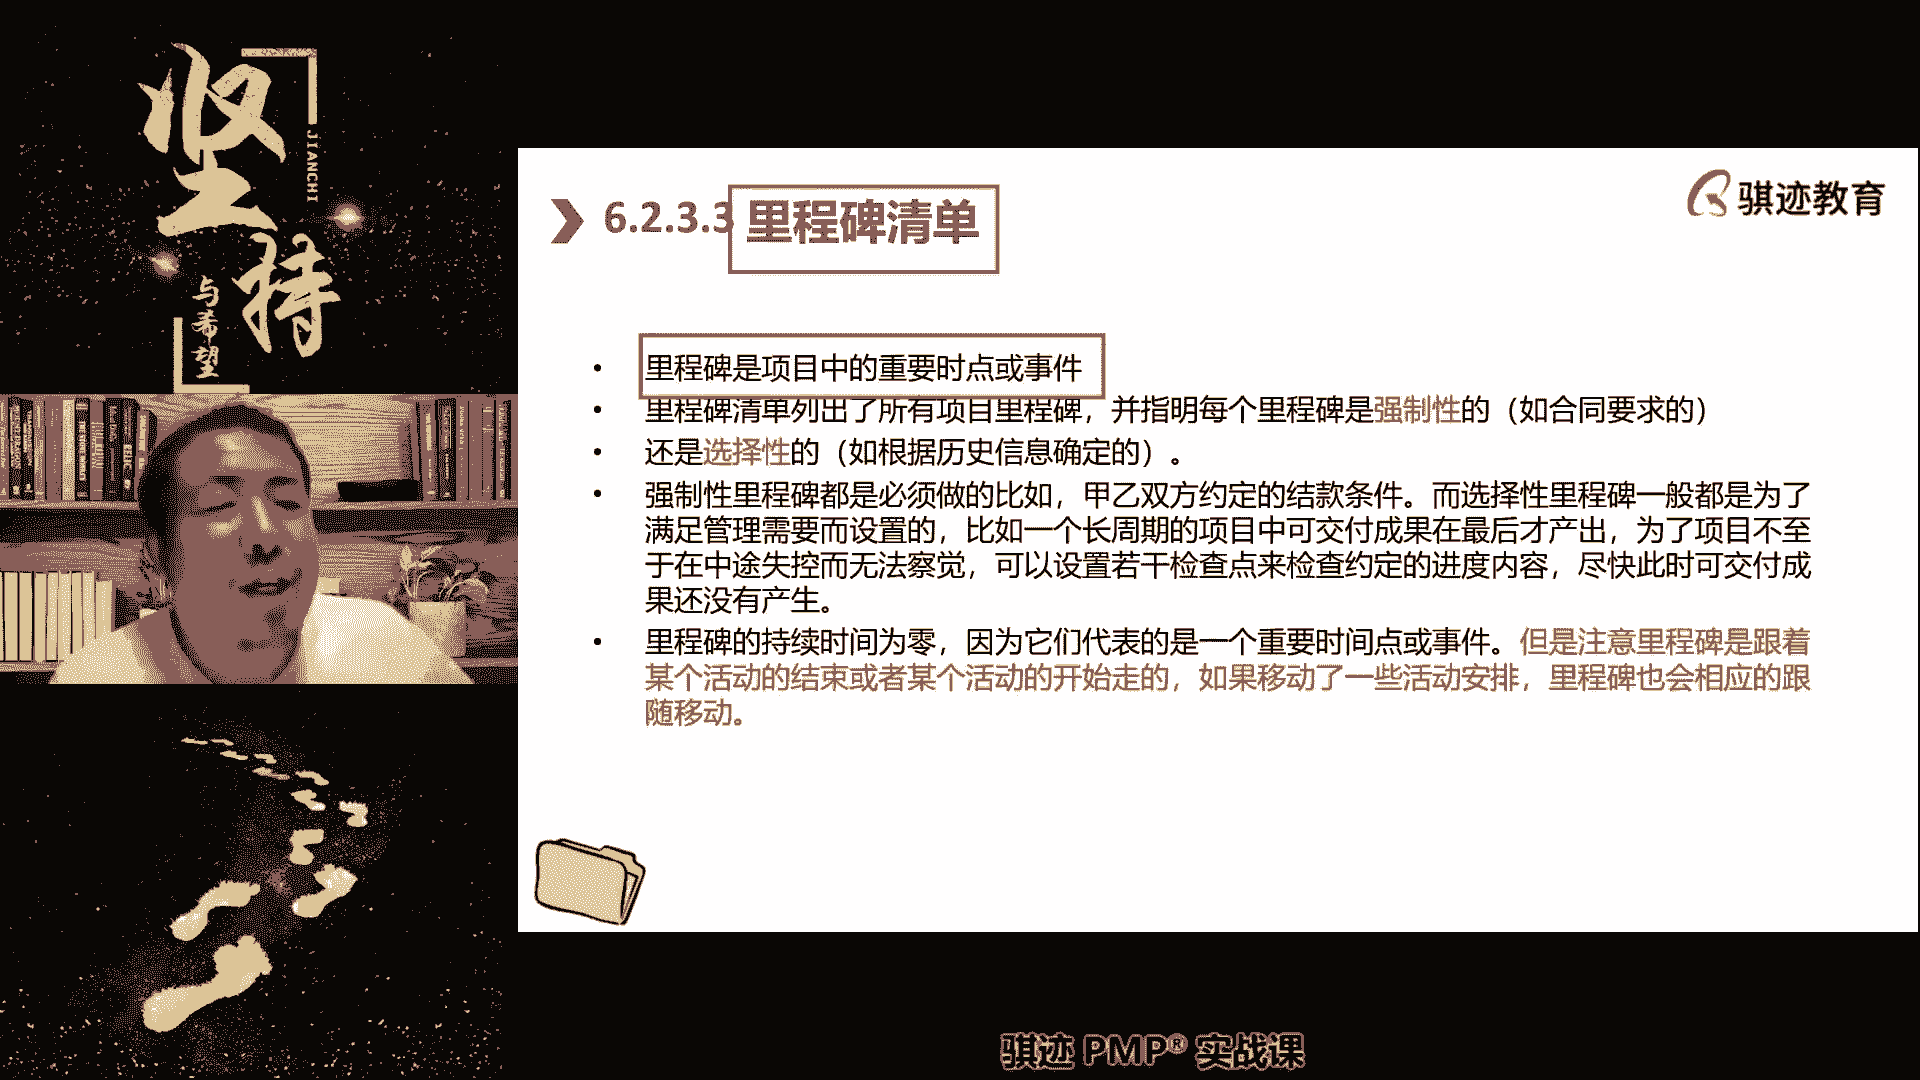 坚持
JIANCHI
与希望
6.2.3.3 里程碑清单
骐迹教育
• 里程碑是项目中的重要时点或事件
• 里程碑清单列出了所有项目里程碑，并指明每个里程碑是强制性的（如合同要求的）
• 还是选择性的（如根据历史信息确定的）。
• 强制性里程碑都是必须做的比如，甲乙双方约定的结款条件。而选择性里程碑一般都是为了
满足管理需要而设置的，比如一个长周期的项目中可交付成果在最后才产出，为了项目不至
于在中途失控而无法察觉，可以设置若干检查点来检查约定的进度内容，尽快此时可交付成
果还没有产生。
• 里程碑的持续时间为零，因为它们代表的是一个重要时间点或事件。但是注意里程碑是跟着
某个活动的结束或者某个活动的开始走的，如果移动了一些活动安排，里程碑也会相应的跟
随移动。
骐迹 PMP® 实战课